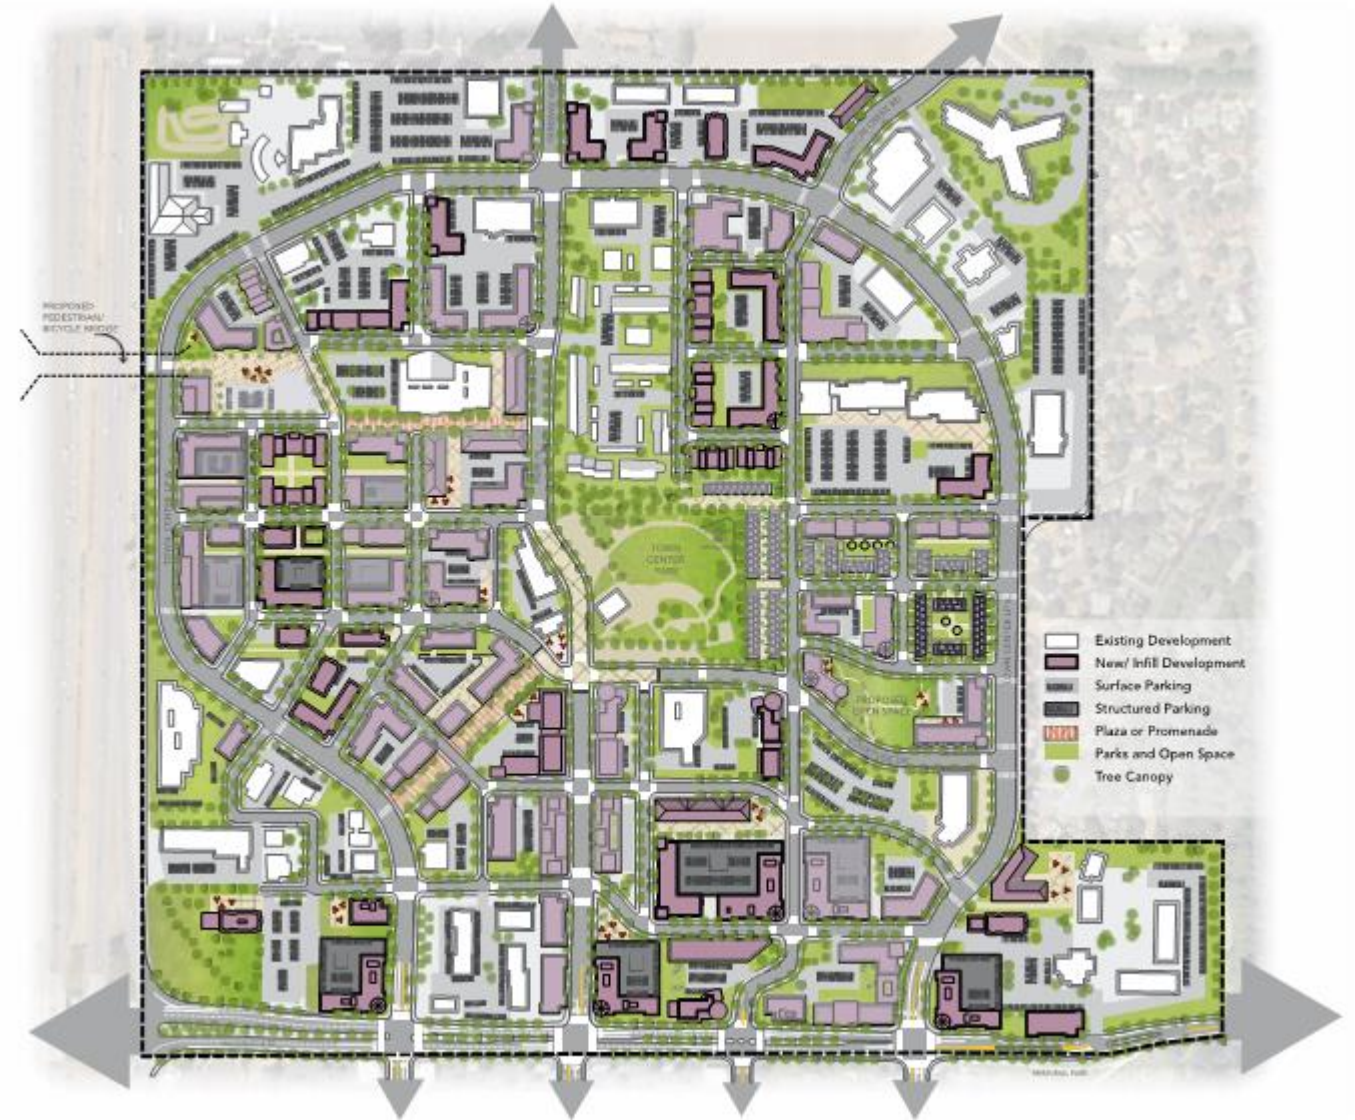 PROPOSED
PEDESTRIAN/
BICYCLE BRIDGE
TOWN
CENTER
PARK
PROPOSED
OPEN SPACE
Existing Development
New/ Infill Development
Surface Parking
Structured Parking
Plaza or Promenade
Parks and Open Space
Tree Canopy